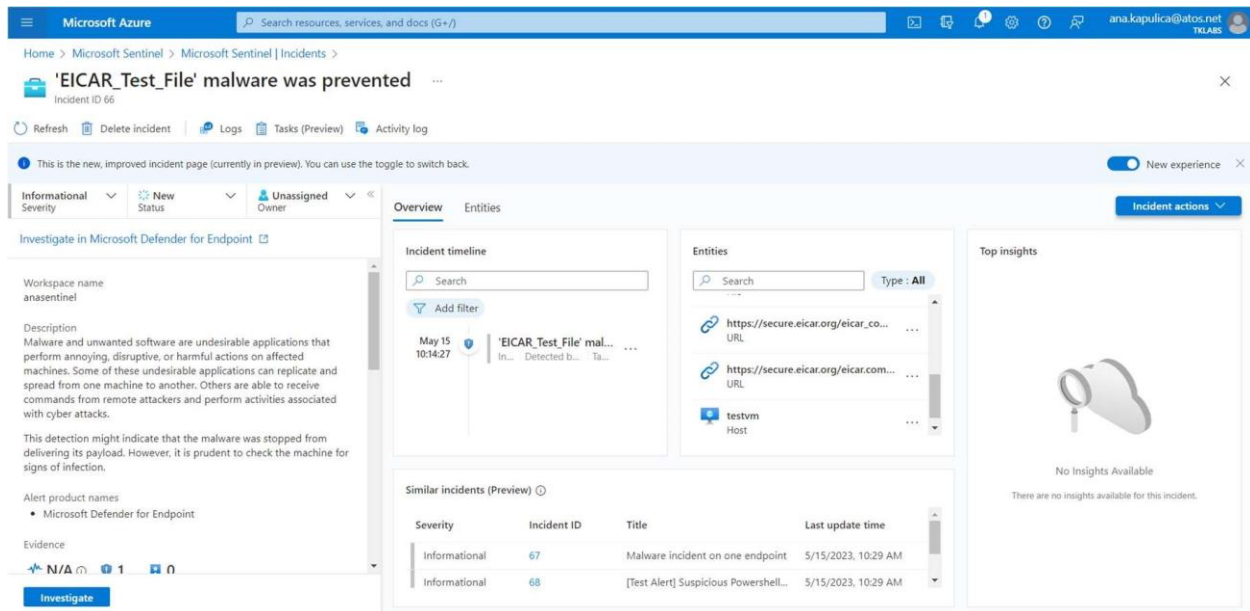 Microsoft Azure
Search resources, services, and docs (G+/)
1
ana.kapulica@atos.net
TKLABS
Home > Microsoft Sentinel > Microsoft Sentinel | Incidents >
'EICAR_Test_File' malware was prevented ...
Incident ID 66
Refresh Delete incident Logs Tasks (Preview) Activity log
This is the new, improved incident page (currently in preview). You can use the toggle to switch back.
New experience
Informational New Unassigned
Severity Status Owner
Overview Entities
Incident actions
Investigate in Microsoft Defender for Endpoint
Workspace name
anasentinel
Description
Malware and unwanted software are undesirable applications that
perform annoying, disruptive, or harmful actions on affected
machines. Some of these undesirable applications can replicate and
spread from one machine to another. Others are able to receive
commands from remote attackers and perform activities associated
with cyber attacks.
This detection might indicate that the malware was stopped from
delivering its payload. However, it is prudent to check the machine for
signs of infection.
Alert product names
• Microsoft Defender for Endpoint
Evidence
N/A 1 0
Investigate
Incident timeline
Search
Add filter
May 15
10:14:27
'EICAR_Test_File' mal...
In... Detected b... Ta...
Entities
Search
Type : All
https://secure.eicar.org/eicar_co...
URL
https://secure.eicar.org/eicar.com...
URL
testvm
Host
Top insights
No Insights Available
There are no insights available for this incident.
Similar incidents (Preview)
Severity Incident ID Title Last update time
Informational 67 Malware incident on one endpoint 5/15/2023, 10:29 AM
Informational 68 [Test Alert] Suspicious Powershell... 5/15/2023, 10:29 AM